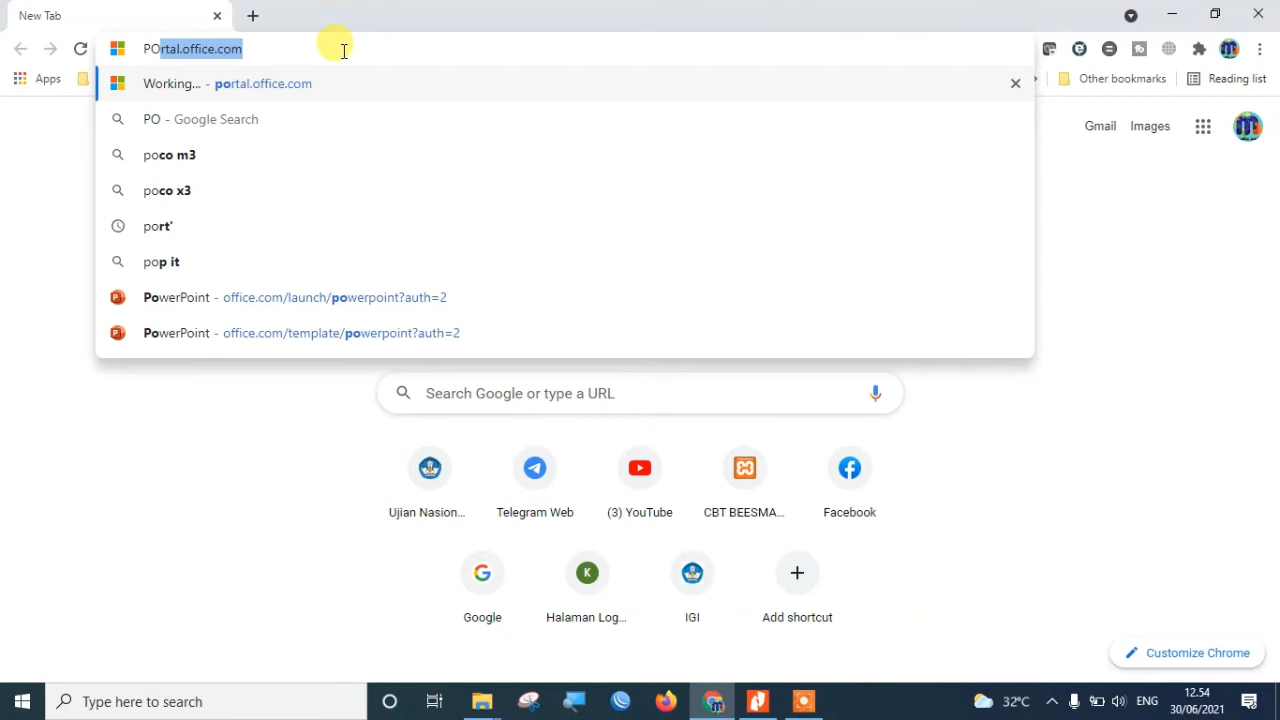 New Tab
POrtal.office.com
Working... - portal.office.com
PO - Google Search
poco m3
poco x3
port'
pop it
PowerPoint - office.com/launch/powerpoint?auth=2
PowerPoint - office.com/template/powerpoint?auth=2
Apps
Other bookmarks
Reading list
Gmail
Images
Search Google or type a URL
Ujian Nasion...
Telegram Web
(3) YouTube
CBT BEESMA...
Facebook
Google
Halaman Log...
IGI
Add shortcut
Customize Chrome
Type here to search
32°C
ENG
12.54
30/06/2021